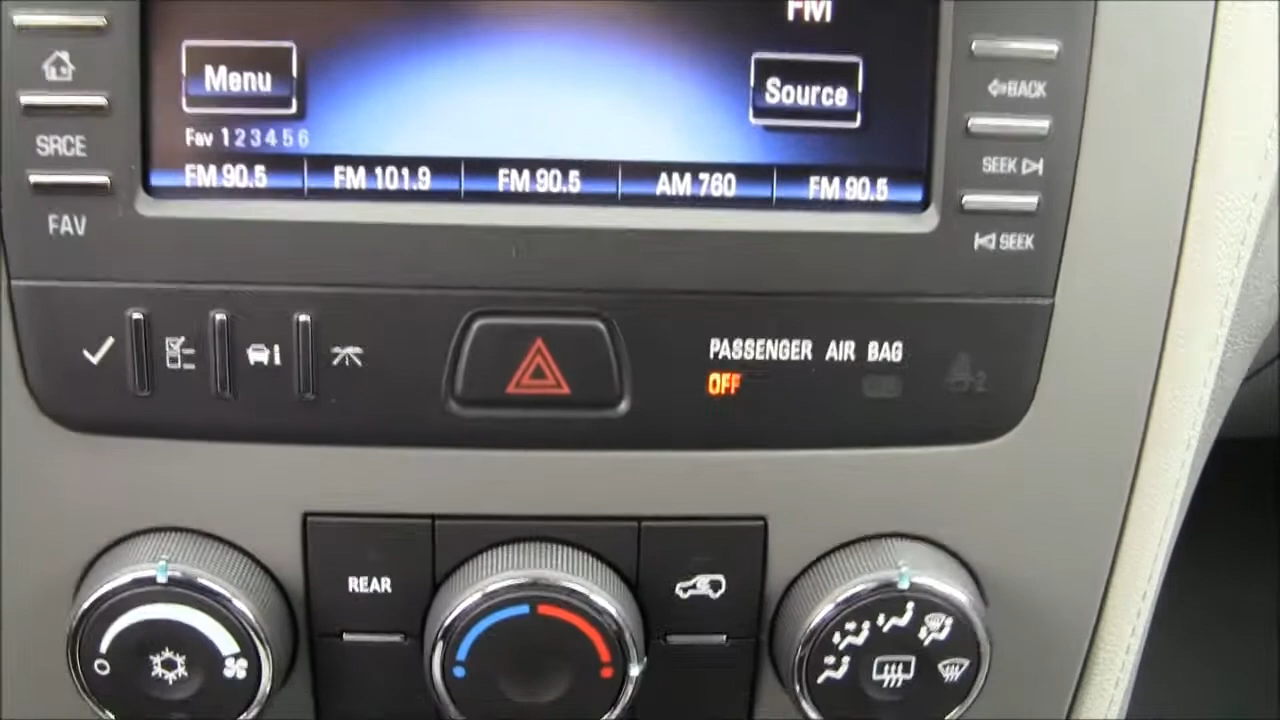 FM
Menu
Source
BACK
Fav 1 2 3 4 5 6
SRCE
SEEK
FM 90.5 FM 101.9 FM 90.5 AM 760 FM 90.5
FAV
SEEK
PASSENGER AIR BAG
OFF
2
REAR